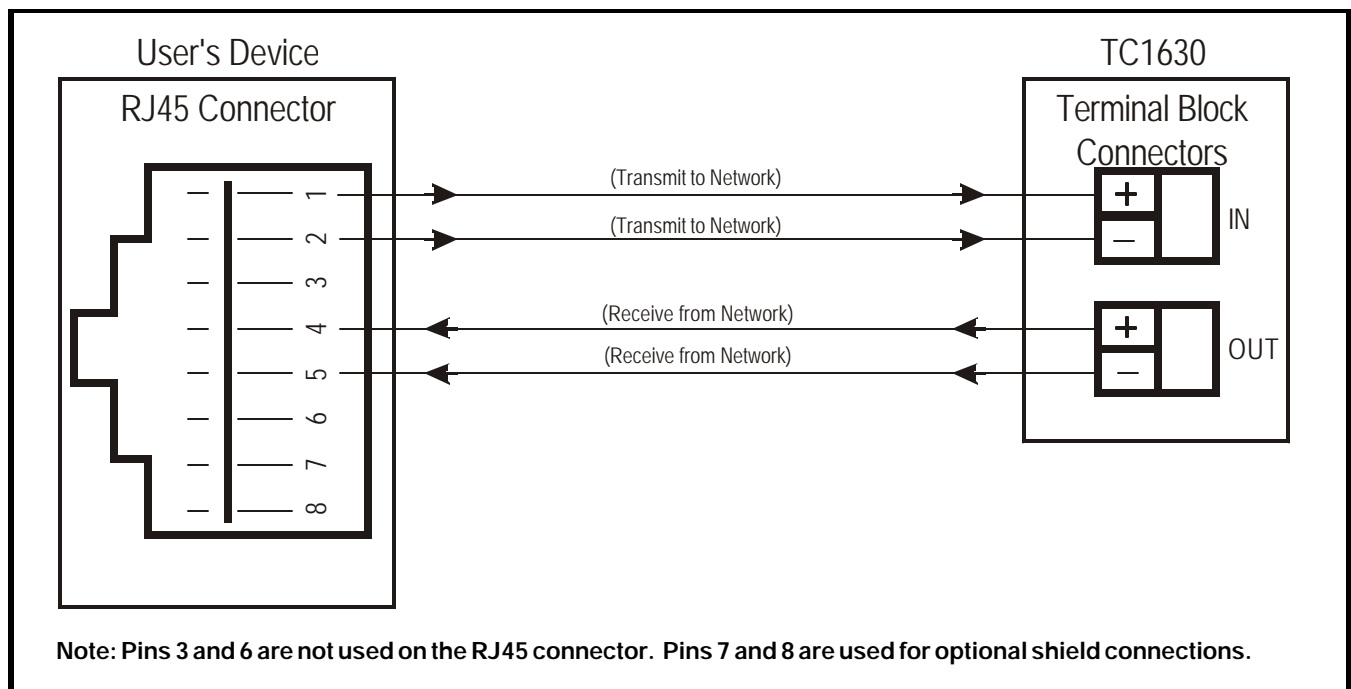 User's Device
TC1630
RJ45 Connector
Terminal Block
Connectors
1
(Transmit to Network)
+
2
(Transmit to Network)
–
IN
3
4
(Receive from Network)
+
5
(Receive from Network)
–
OUT
6
7
8
Note: Pins 3 and 6 are not used on the RJ45 connector. Pins 7 and 8 are used for optional shield connections.